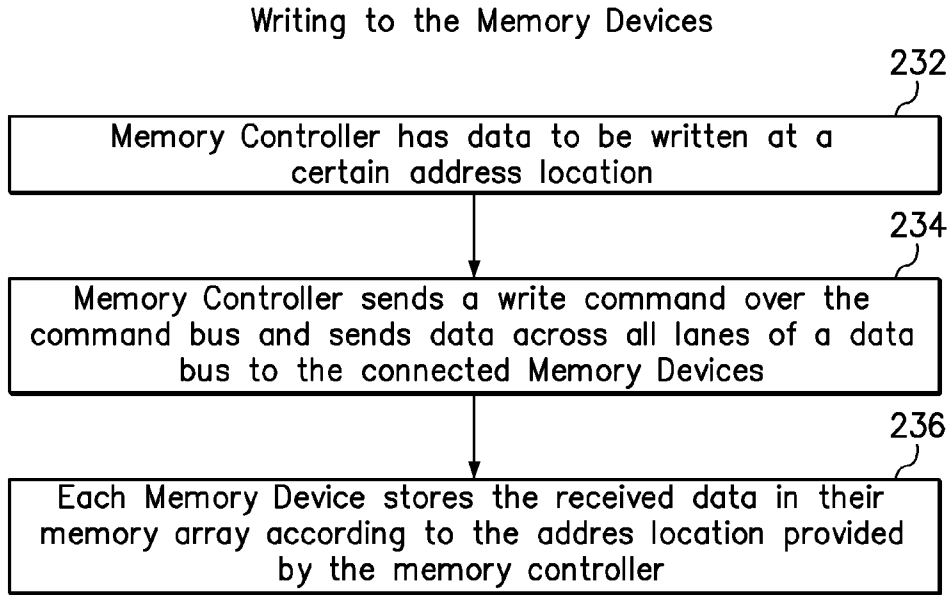 Writing to the Memory Devices
232
Memory Controller has data to be written at a
certain address location
234
Memory Controller sends a write command over the
command bus and sends data across all lanes of a data
bus to the connected Memory Devices
236
Each Memory Device stores the received data in their
memory array according to the addres location provided
by the memory controller